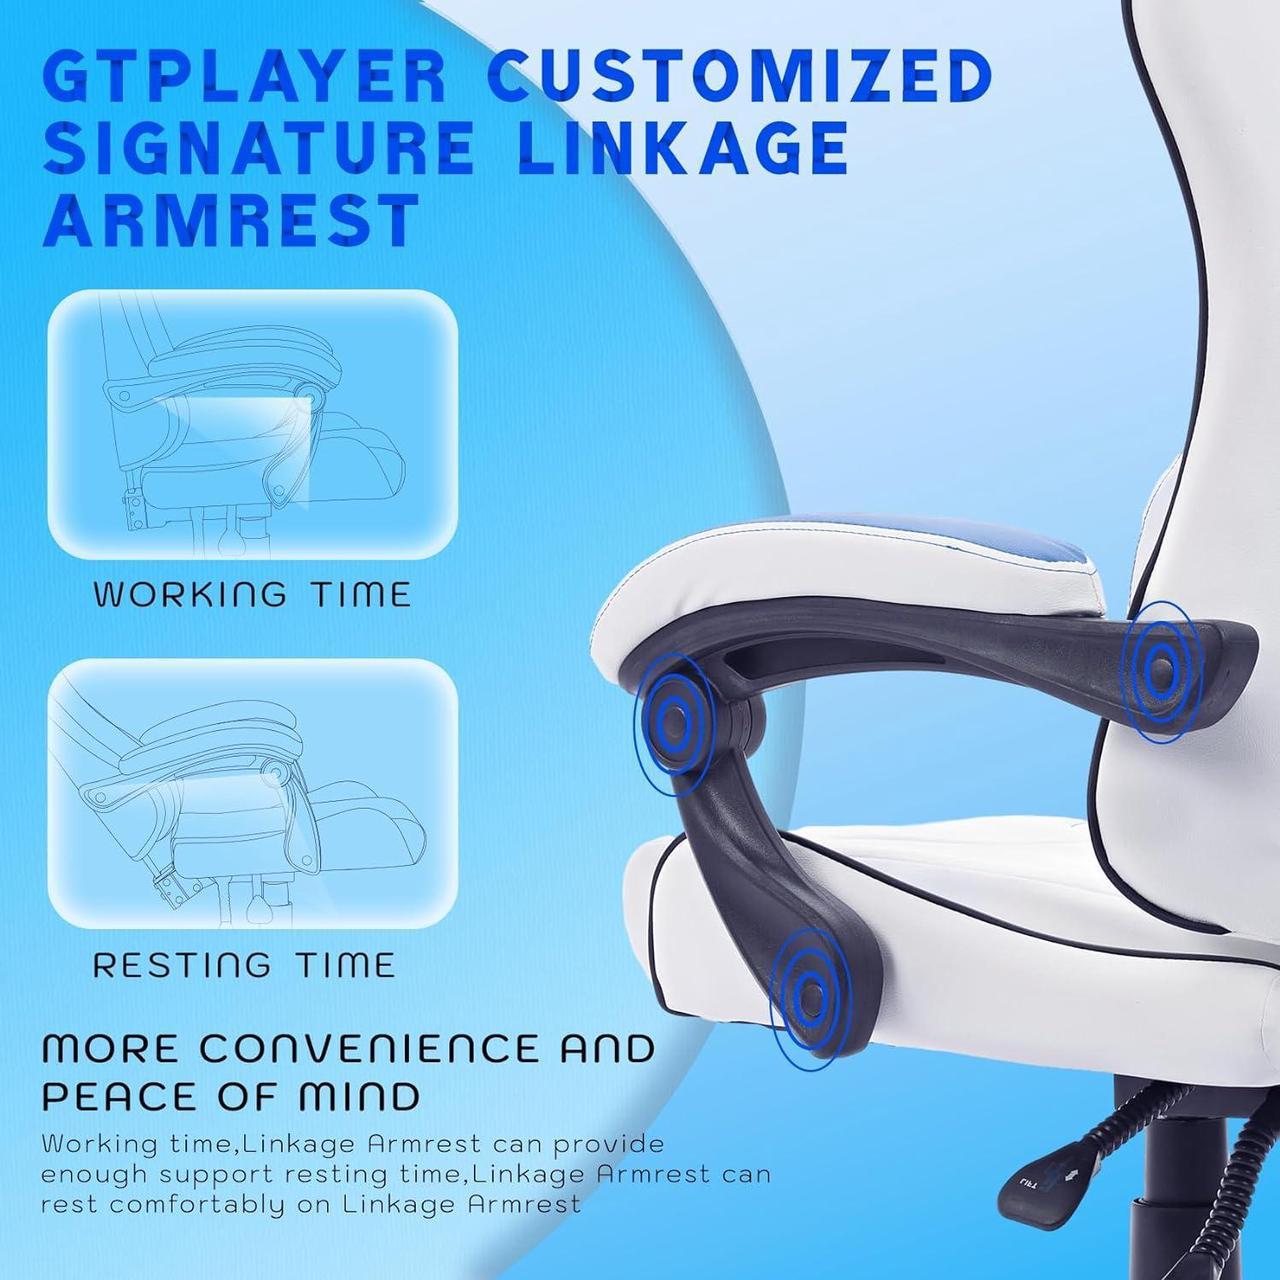 GTPLAYER CUSTOMIZED
SIGNATURE LINKAGE
ARMREST
WORKING TIME
RESTING TIME
MORE CONVENIENCE AND
PEACE OF MIND
Working time,Linkage Armrest can provide
enough support resting time,Linkage Armrest can
rest comfortably on Linkage Armrest